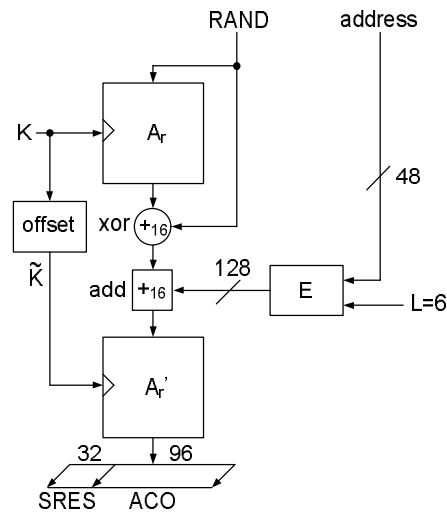 RAND address
K
Aᵣ
48
offset
xor
+₁₆
K̃
add
+₁₆
128
E
L=6
Aᵣ'
32 96
SRES ACO